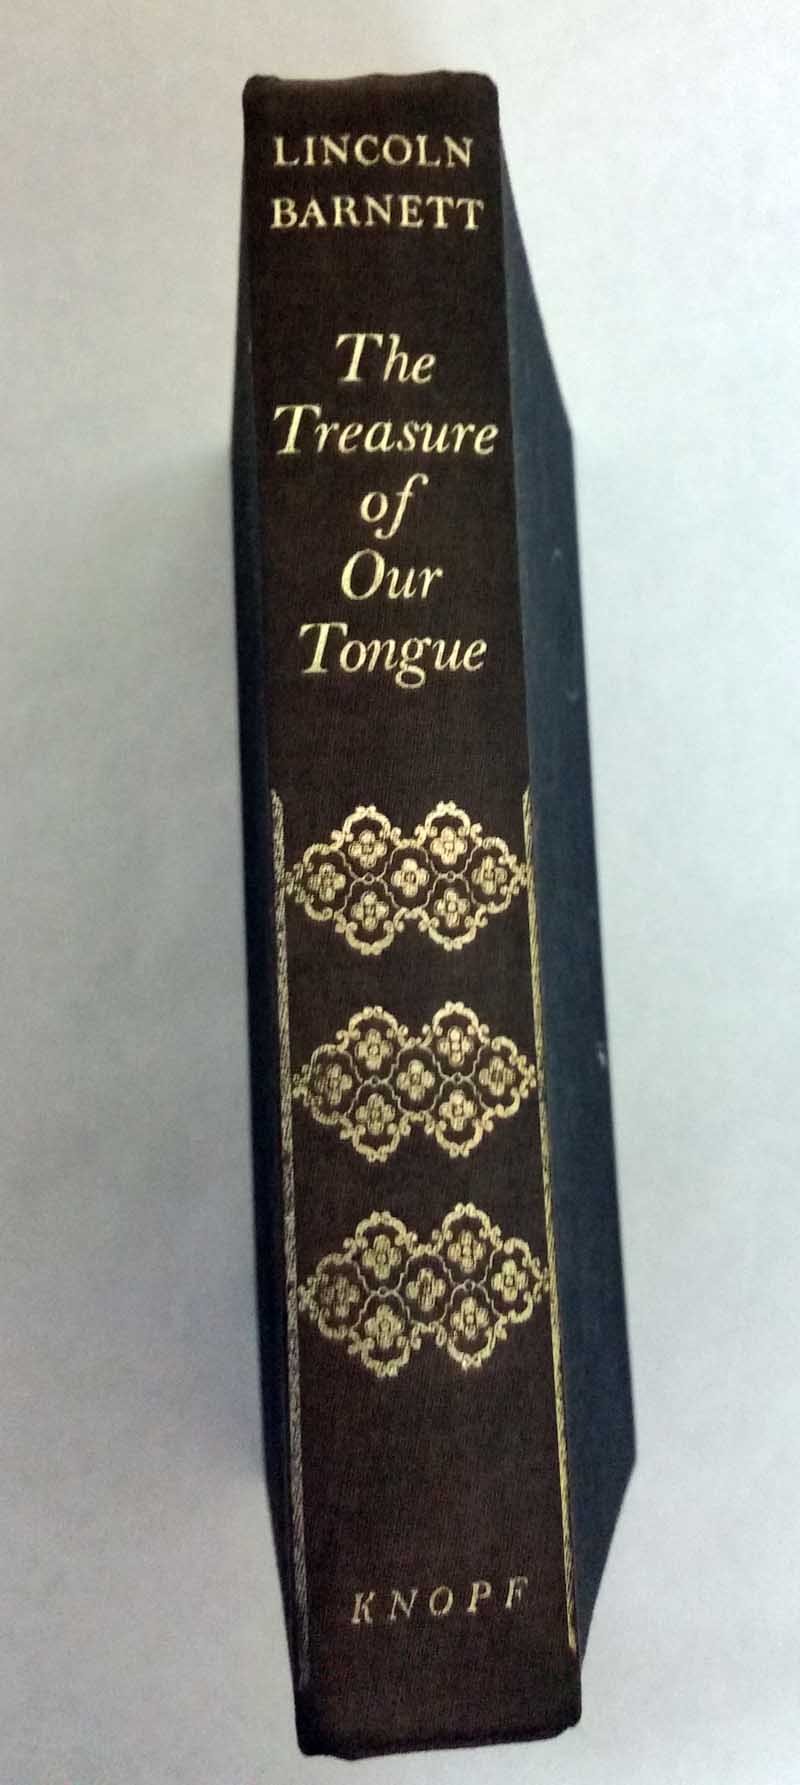 LINCOLN
BARNETT
The
Treasure
of
Our
Tongue
KNOPF